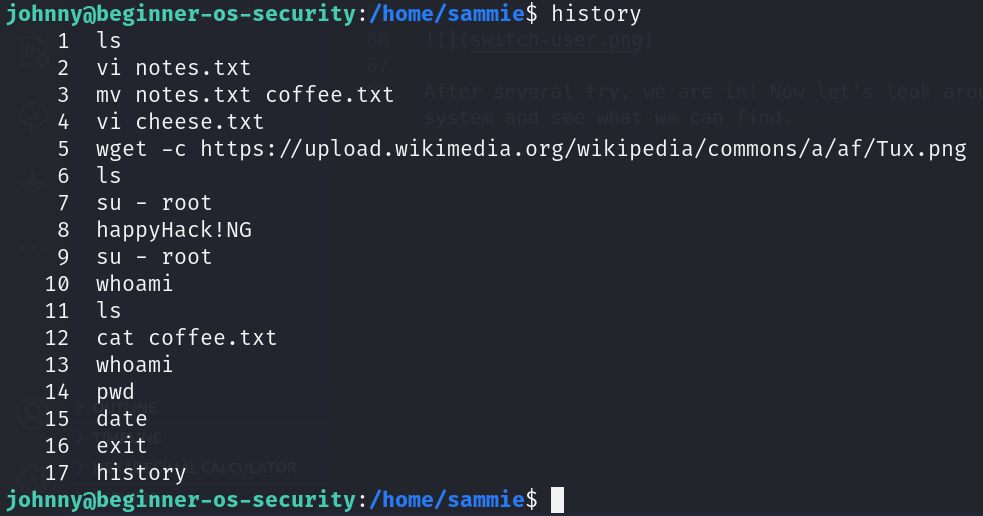 johnny@beginner-os-security:/home/sammie$ history
1 ls
66 !||(switch-user.png)
2 vi notes.txt
67
3 mv notes.txt coffee.txt
After several try, we are in! Now let's look
4 vi cheese.txt
system and see what we can find.
5 wget -c https://upload.wikimedia.org/wikipedia/commons/a/af/Tux.png
6 ls
7 su - root
8 happyHack!NG
9 su - root
10 whoami
11 ls
12 cat coffee.txt
13 whoami
14 pwd
15 date
16 exit
17 history
CALCULATOR
johnny@beginner-os-security:/home/sammie$